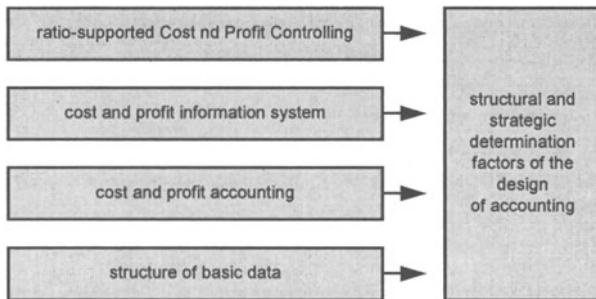 ratio-supported Cost nd Profit Controlling
cost and profit information system
cost and profit accounting
structure of basic data
structural and
strategic
determination
factors of the
design
of accounting